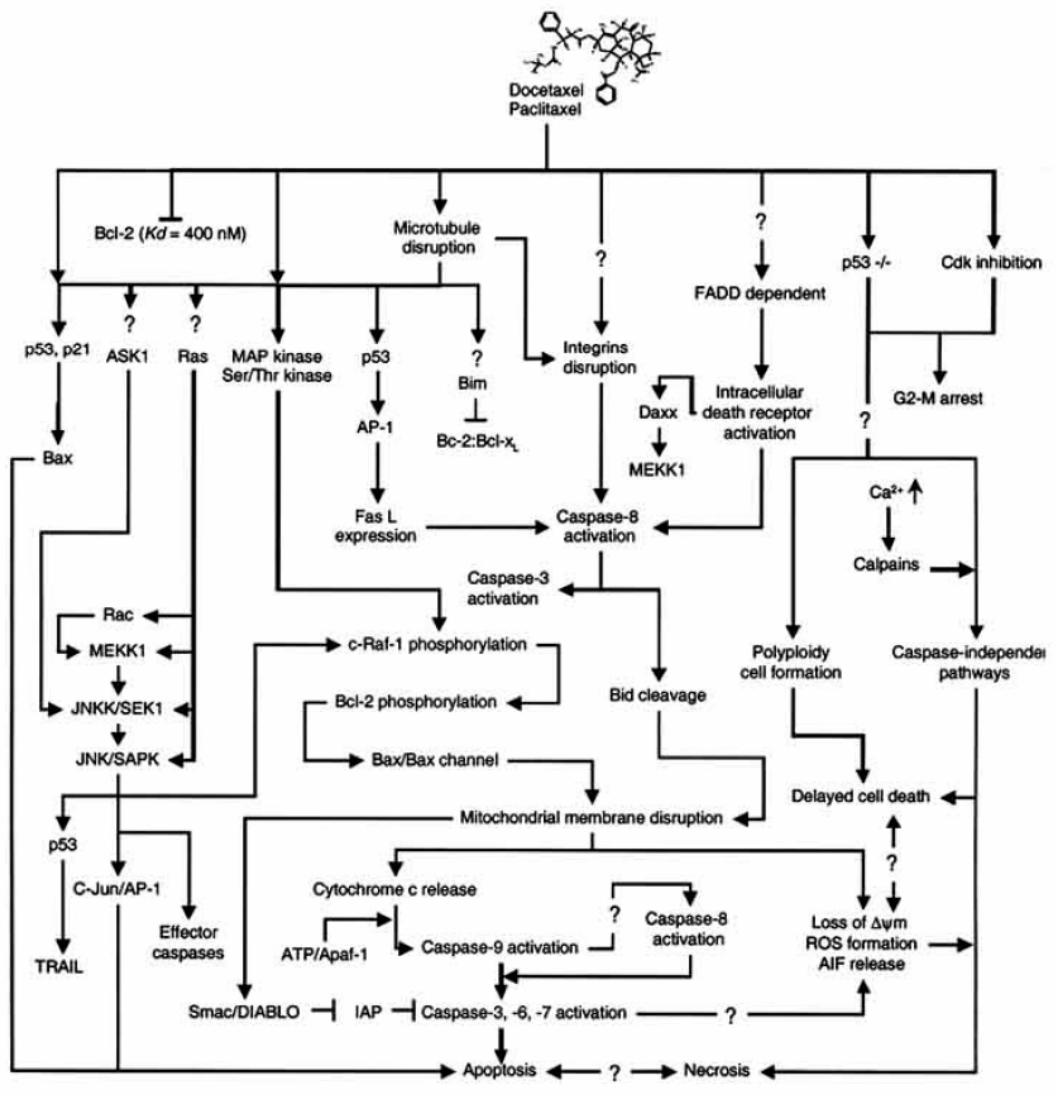 Docetaxel
Paclitaxel
Bcl-2 (Kd = 400 nM)
Microtubule
disruption
?
?
p53 -/-
Cdk inhibition
FADD dependent
?
?
p53, p21
ASK1
Ras
MAP kinase
Ser/Thr kinase
p53
?
Bim
Integrins
disruption
G2-M arrest
Daxx
Intracellular
death receptor
activation
AP-1
Bc-2:Bcl-xL
?
Bax
MEKK1
Ca2+
Fas L
expression
Caspase-8
activation
Calpains
Caspase-3
activation
Rac
MEKK1
c-Raf-1 phosphorylation
Polyploidy
cell formation
Caspase-independe
pathways
JNKK/SEK1
Bcl-2 phosphorylation
Bid cleavage
JNK/SAPK
Bax/Bax channel
Delayed cell death
Mitochondrial membrane disruption
p53
?
C-Jun/AP-1
Cytochrome c release
?
Caspase-8
activation
Loss of Δψm
ROS formation
AIF release
Effector
caspases
ATP/Apaf-1
Caspase-9 activation
TRAIL
Smac/DIABLO
IAP
Caspase-3, -6, -7 activation
?
Apoptosis
?
Necrosis